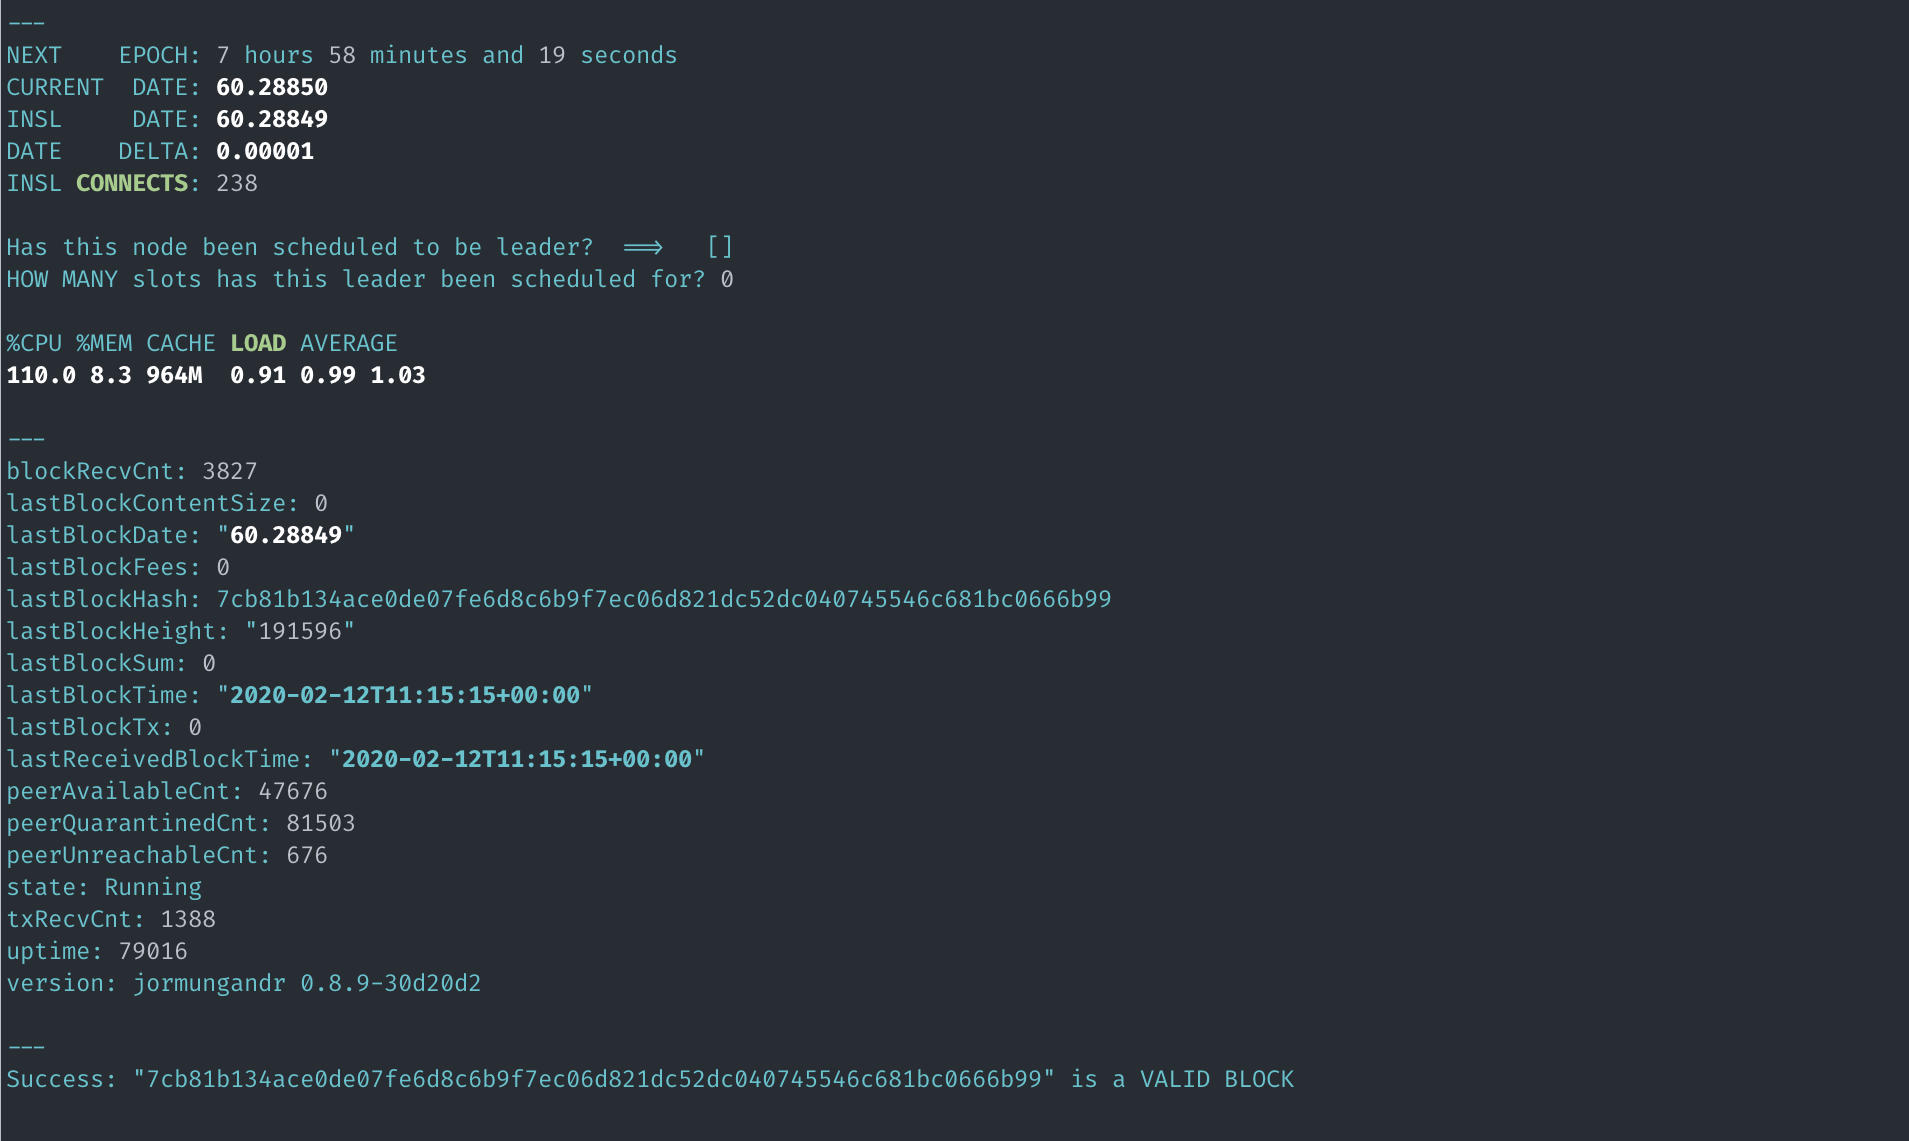 ---
NEXT    EPOCH: 7 hours 58 minutes and 19 seconds
CURRENT  DATE: 60.28850
INSL     DATE: 60.28849
DATE    DELTA: 0.00001
INSL CONNECTS: 238
Has this node been scheduled to be leader?  ==>   []
HOW MANY slots has this leader been scheduled for? 0
%CPU %MEM CACHE LOAD AVERAGE
110.0 8.3 964M  0.91 0.99 1.03
---
blockRecvCnt: 3827
lastBlockContentSize: 0
lastBlockDate: "60.28849"
lastBlockFees: 0
lastBlockHash: 7cb81b134ace0de07fe6d8c6b9f7ec06d821dc52dc040745546c681bc0666b99
lastBlockHeight: "191596"
lastBlockSum: 0
lastBlockTime: "2020-02-12T11:15:15+00:00"
lastBlockTx: 0
lastReceivedBlockTime: "2020-02-12T11:15:15+00:00"
peerAvailableCnt: 47676
peerQuarantinedCnt: 81503
peerUnreachableCnt: 676
state: Running
txRecvCnt: 1388
uptime: 79016
version: jormungandr 0.8.9-30d20d2
---
Success: "7cb81b134ace0de07fe6d8c6b9f7ec06d821dc52dc040745546c681bc0666b99" is a VALID BLOCK